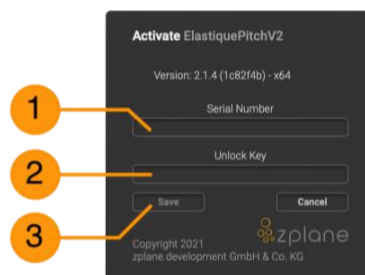 Activate ElastiquePitchV2
Version: 2.1.4 (1c82f4b) - x64
Serial Number
1
Unlock Key
2
Save
Cancel
3
zplane
Copyright 2021
zplane.development GmbH & Co. KG